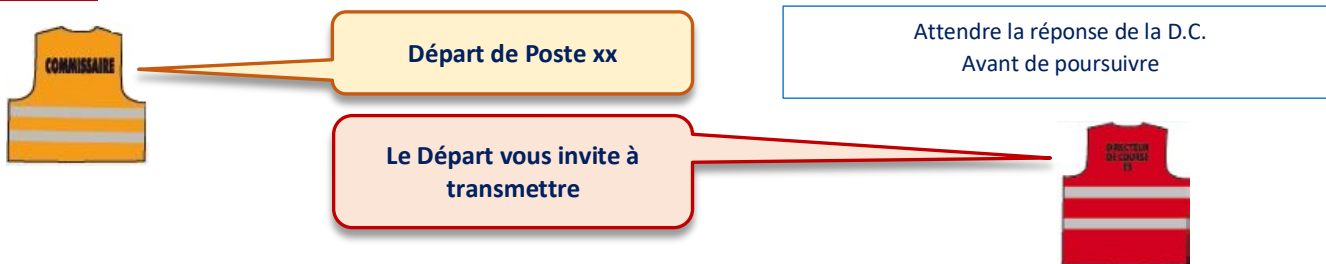 COMMISSAIRE
Départ de Poste xx
Attendre la réponse de la D.C.
Avant de poursuivre
Le Départ vous invite à
transmettre
DIRECTEUR
DE COURSE